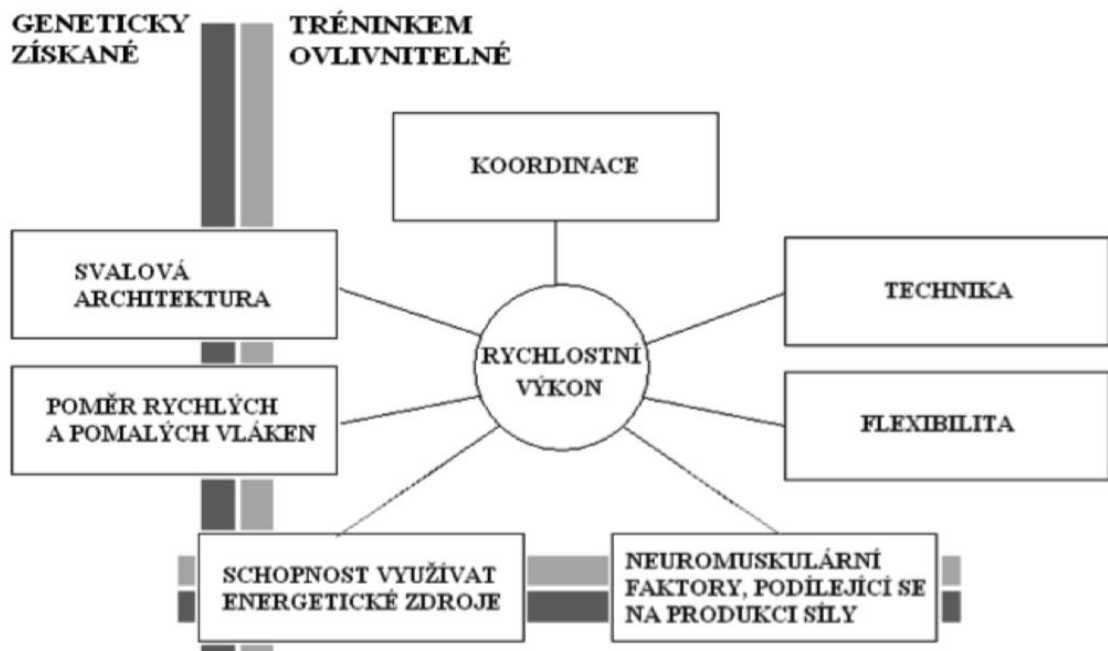 GENETICKY
ZÍSKANÉ
TRÉNINKEM
OVLIVNITELNÉ
KOORDINACE
SVALOVÁ
ARCHITEKTURA
TECHNIKA
RYCHLOSTNÍ
VÝKON
POMĚR RYCHLÝCH
A POMALÝCH VLÁKEN
FLEXIBILITA
SCHOPNOST VYUŽÍVAT
ENERGETICKÉ ZDROJE
NEUROMUSKULÁRNÍ
FAKTORY, PODÍLEJÍCÍ SE
NA PRODUKCI SÍLY